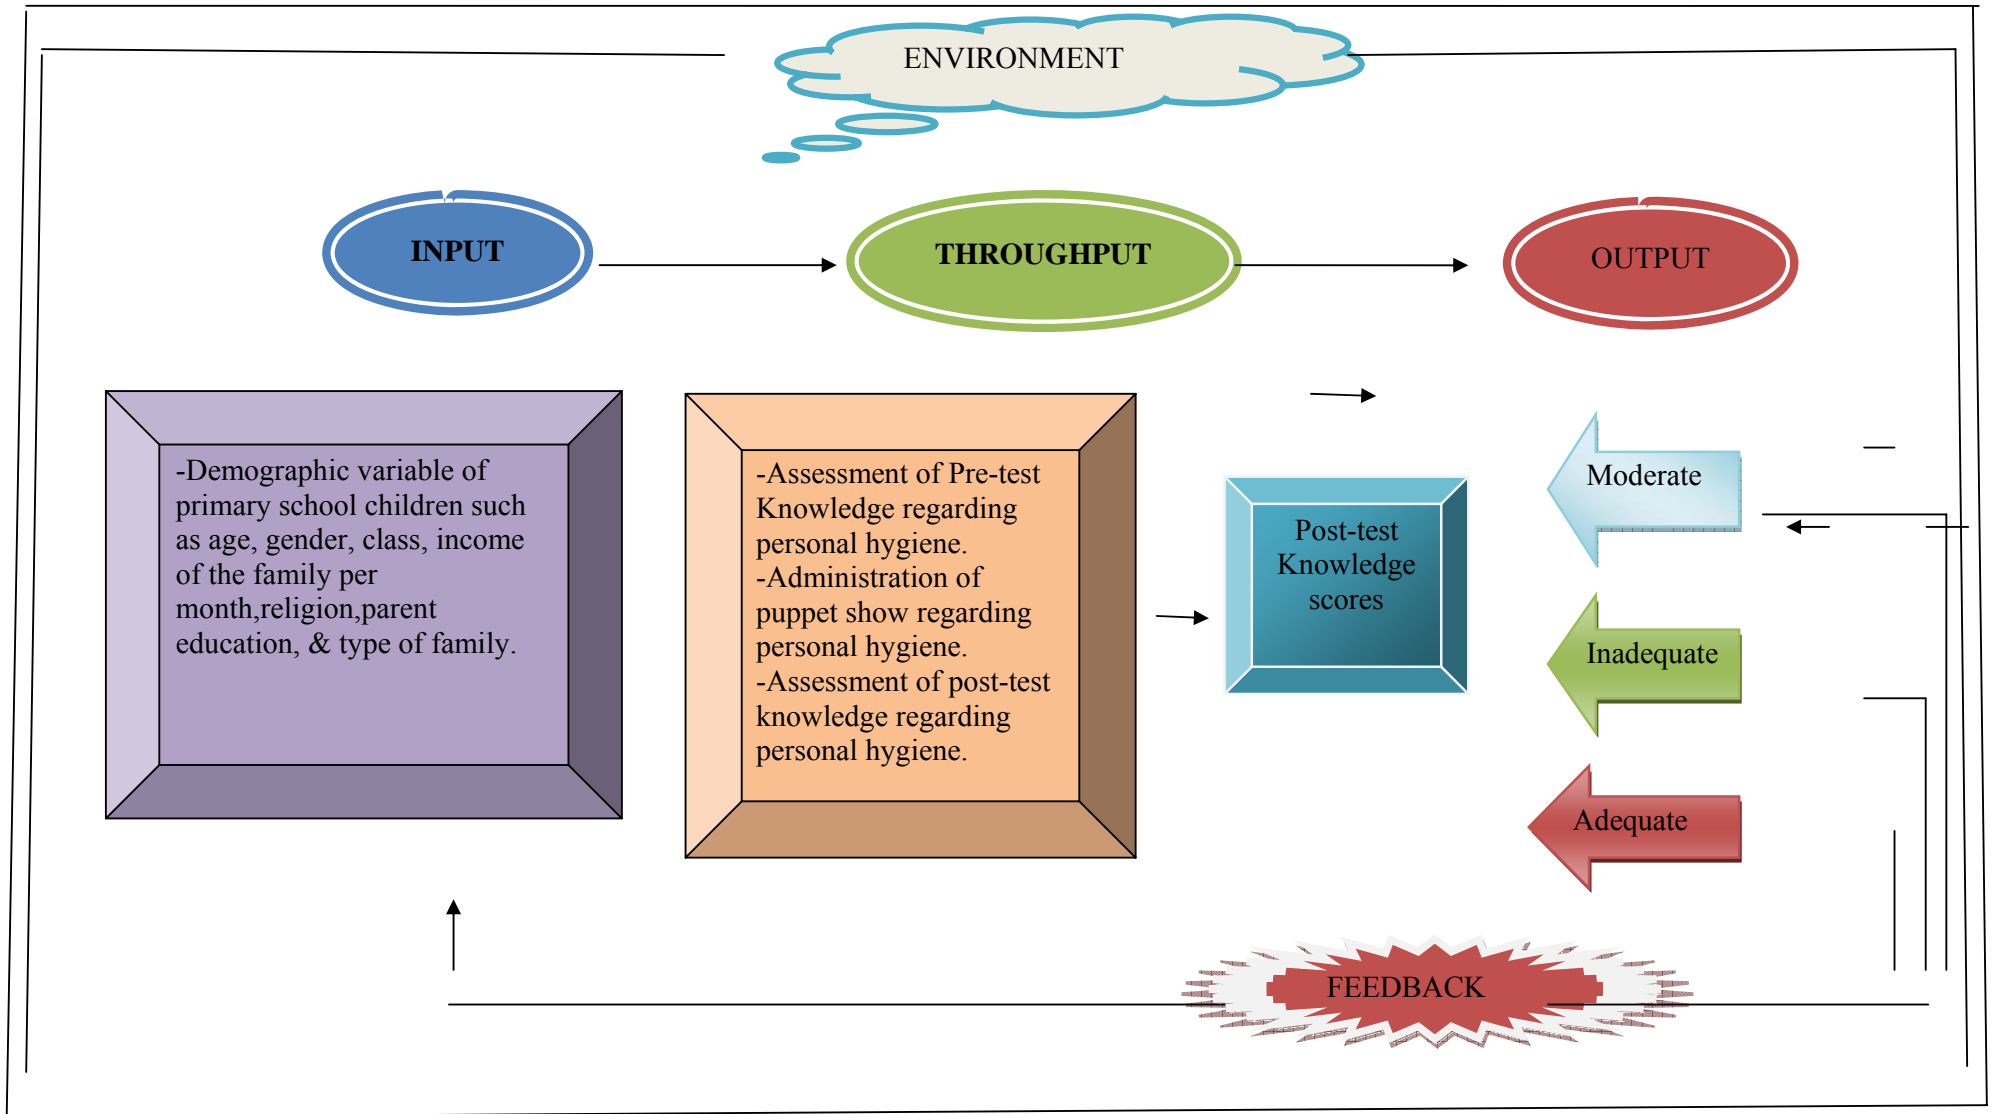 ENVIRONMENT
INPUT
THROUGHPUT
OUTPUT
-Demographic variable of
primary school children such
as age, gender, class, income
of the family per
month,religion,parent
education, & type of family.
-Assessment of Pre-test
Knowledge regarding
personal hygiene.
-Administration of
puppet show regarding
personal hygiene.
-Assessment of post-test
knowledge regarding
personal hygiene.
Post-test
Knowledge
scores
Moderate
Inadequate
Adequate
FEEDBACK